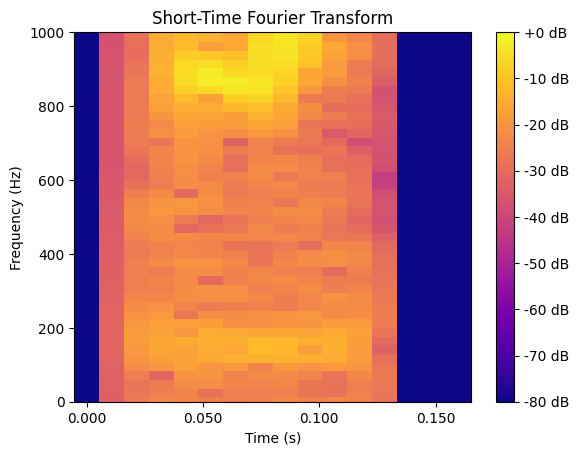 Short-Time Fourier Transform
1000
800
600
400
200
0
Frequency (Hz)
0.000
0.050
0.100
0.150
Time (s)
+0 dB
-10 dB
-20 dB
-30 dB
-40 dB
-50 dB
-60 dB
-70 dB
-80 dB